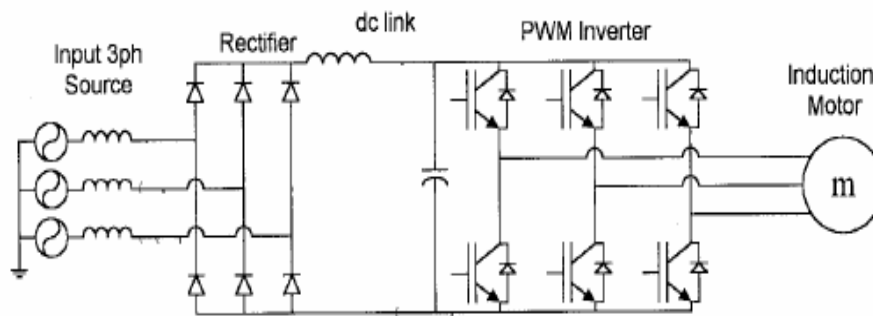 dc link
Rectifier
PWM Inverter
Input 3ph
Source
Induction
Motor
m